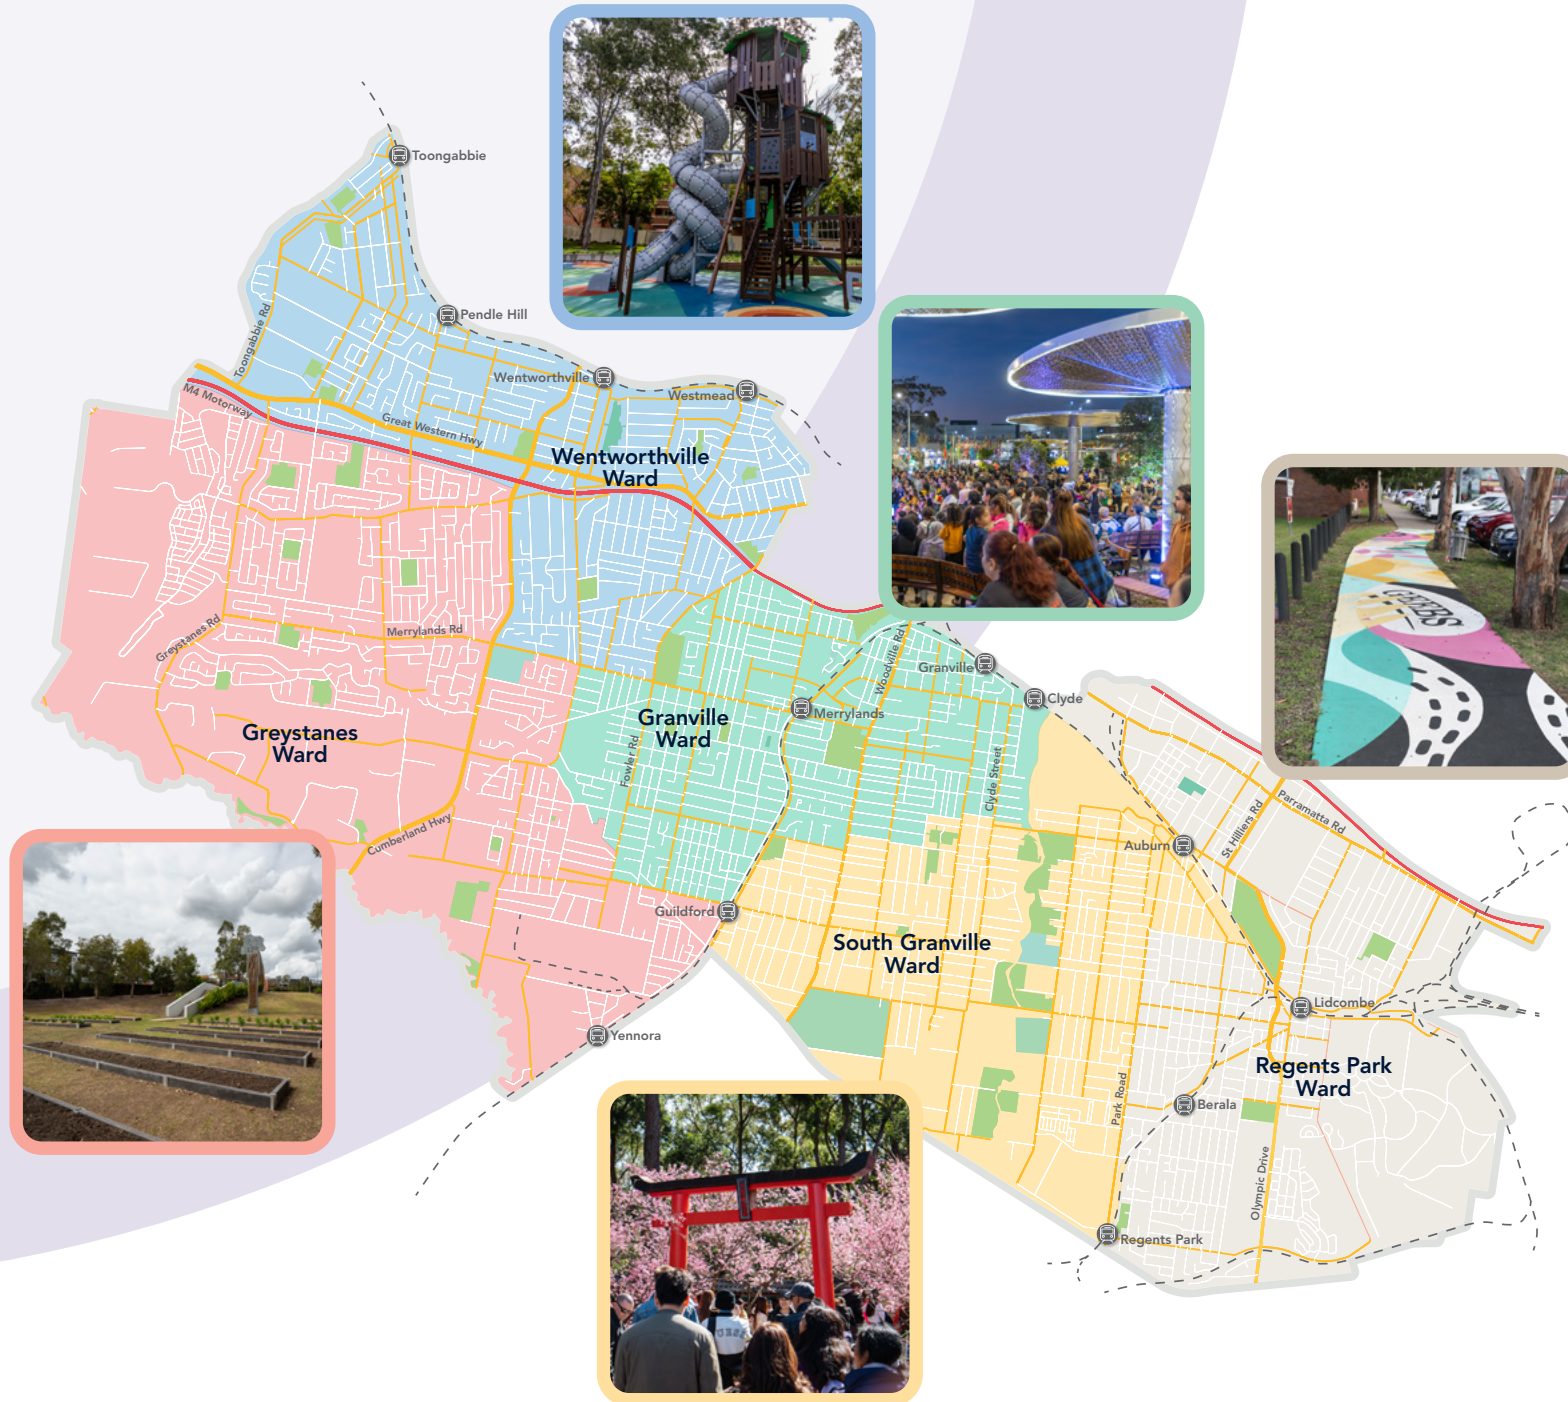 Toongabbie
Pendle Hill
Toongabbie Rd
Wentworthville
Westmead
M4 Motorway
Great Western Hwy
Wentworthville
Ward
Greystanes Rd
Merrylands Rd
Woodville Rd
Granville
Clyde
Merrylands
Granville
Ward
Greystanes
Ward
Fowler Rd
Clyde Street
Cumberland Hwy
Parramatta Rd
St Hilliers Rd
Auburn
Guildford
South Granville
Ward
Lidcombe
Yennora
Regents Park
Ward
Park Road
Berala
Olympic Drive
Regents Park